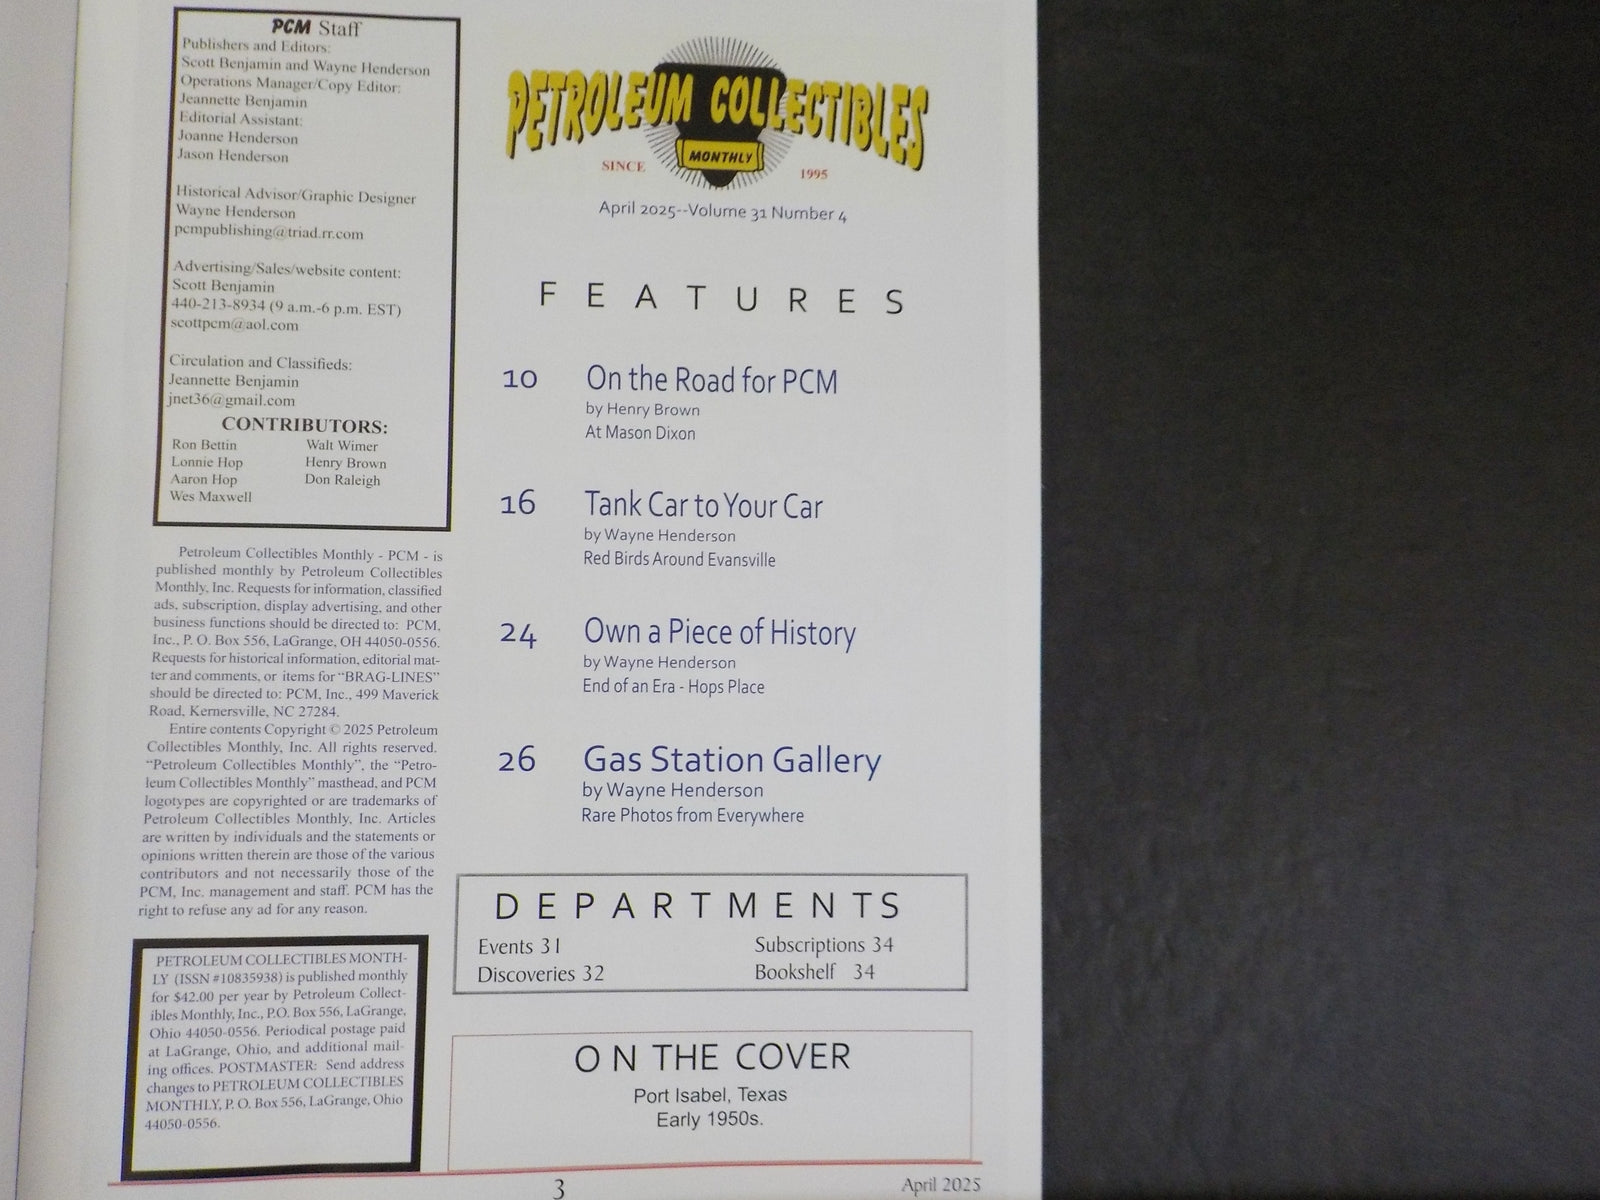 PCM Staff
Publishers and Editors:
Scott Benjamin and Wayne Henderson
Operations Manager/Copy Editor:
Jeannette Benjamin
Editorial Assistant:
Joanne Henderson
Jason Henderson
Historical Advisor/Graphic Designer
Wayne Henderson
pcmpublishing@triad.rr.com
Advertising/Sales/website content:
Scott Benjamin
440-213-8934 (9 a.m.-6 p.m. EST)
scottpcm@aol.com
Circulation and Classifieds:
Jeannette Benjamin
jnet36@gmail.com
CONTRIBUTORS:
Ron Bettin Walt Wimer
Lonnie Hop Henry Brown
Aaron Hop Don Raleigh
Wes Maxwell
Petroleum Collectibles Monthly - PCM - is
published monthly by Petroleum Collectibles
Monthly, Inc. Requests for information, classified
ads, subscription, display advertising, and other
business functions should be directed to: PCM,
Inc., P. O. Box 556, LaGrange, OH 44050-0556.
Requests for historical information, editorial mat-
ter and comments, or items for "BRAG-LINES"
should be directed to: PCM, Inc., 499 Maverick
Road, Kernersville, NC 27284.
Entire contents Copyright © 2025 Petroleum
Collectibles Monthly, Inc. All rights reserved.
"Petroleum Collectibles Monthly", the "Petro-
leum Collectibles Monthly" masthead, and PCM
logotypes are copyrighted or are trademarks of
Petroleum Collectibles Monthly, Inc. Articles
are written by individuals and the statements or
opinions written therein are those of the various
contributors and not necessarily those of the
PCM, Inc. management and staff. PCM has the
right to refuse any ad for any reason.
PETROLEUM COLLECTIBLES MONTH-
LY (ISSN #10835938) is published monthly
for $42.00 per year by Petroleum Collect-
ibles Monthly, Inc., P.O. Box 556, LaGrange,
Ohio 44050-0556. Periodical postage paid
at LaGrange, Ohio, and additional mail-
ing offices. POSTMASTER: Send address
changes to PETROLEUM COLLECTIBLES
MONTHLY, P. O. Box 556, LaGrange, Ohio
44050-0556.
PETROLEUM COLLECTIBLES
MONTHLY
SINCE 1995
April 2025--Volume 31 Number 4
FEATURES
10 On the Road for PCM
by Henry Brown
At Mason Dixon
16 Tank Car to Your Car
by Wayne Henderson
Red Birds Around Evansville
24 Own a Piece of History
by Wayne Henderson
End of an Era - Hops Place
26 Gas Station Gallery
by Wayne Henderson
Rare Photos from Everywhere
DEPARTMENTS
Events 31 Subscriptions 34
Discoveries 32 Bookshelf 34
ON THE COVER
Port Isabel, Texas
Early 1950s.
3 April 2025